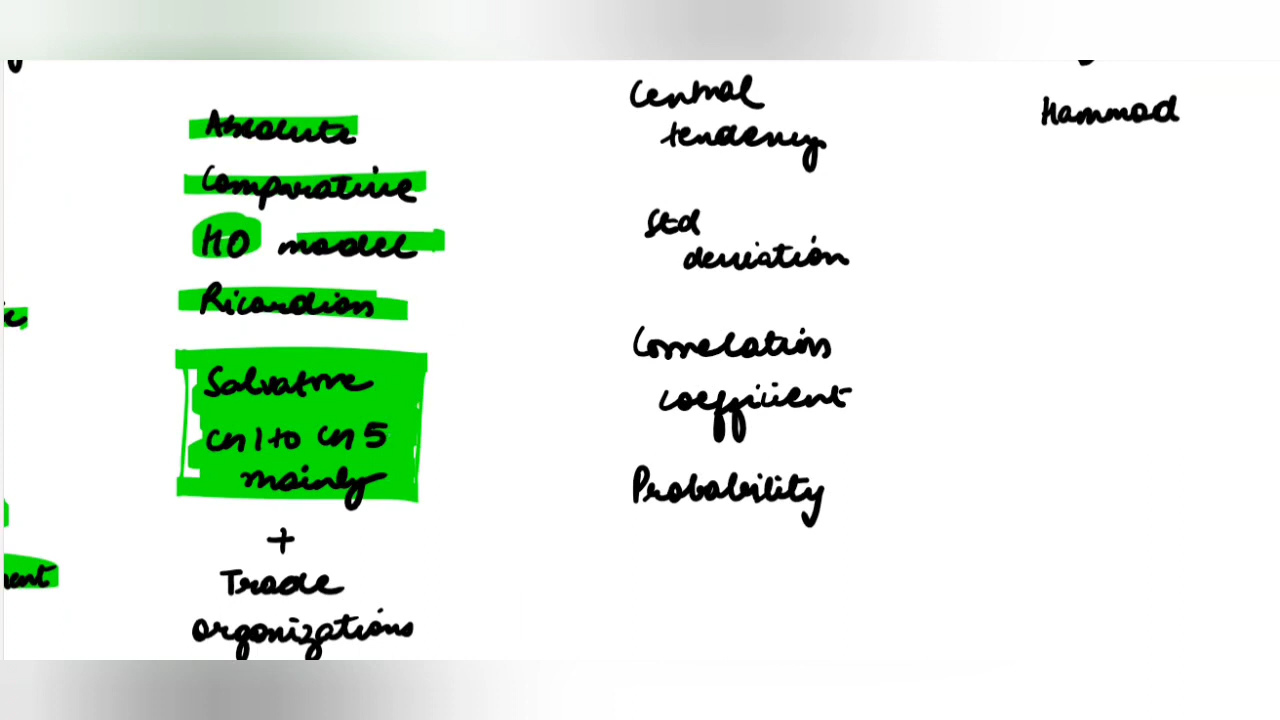 Absolute
Comparative
HO model
Ricardian
Salvatore
Ch 1 to Ch 5
mainly
+
Trade
organizations
Central
tendency
Std
deviation
Correlation
coefficient
Probability
Hammad